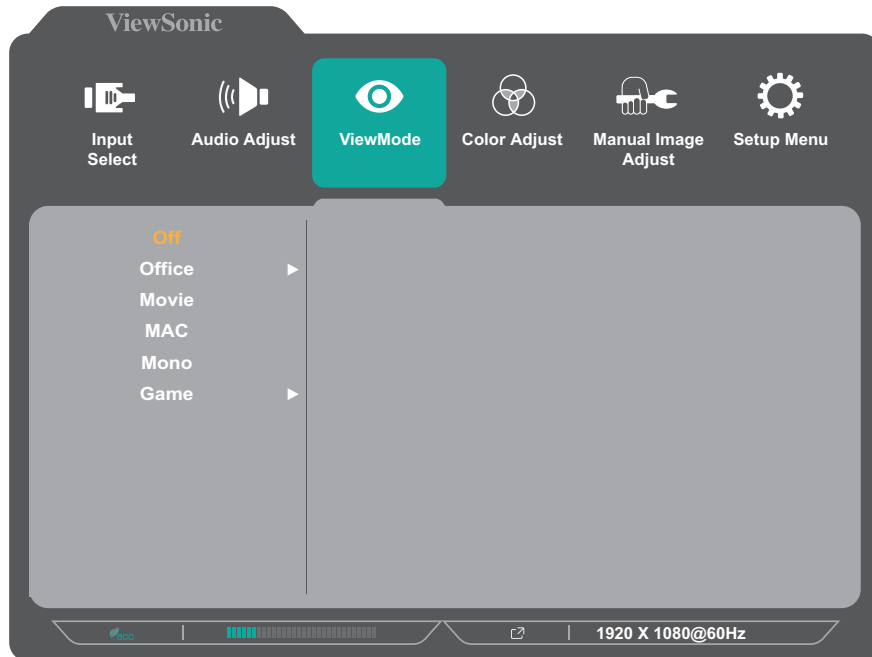 ViewSonic
Input
Select
Audio Adjust
ViewMode
Color Adjust
Manual Image
Adjust
Setup Menu
Off
Office
Movie
MAC
Mono
Game
eco
1920 X 1080@60Hz